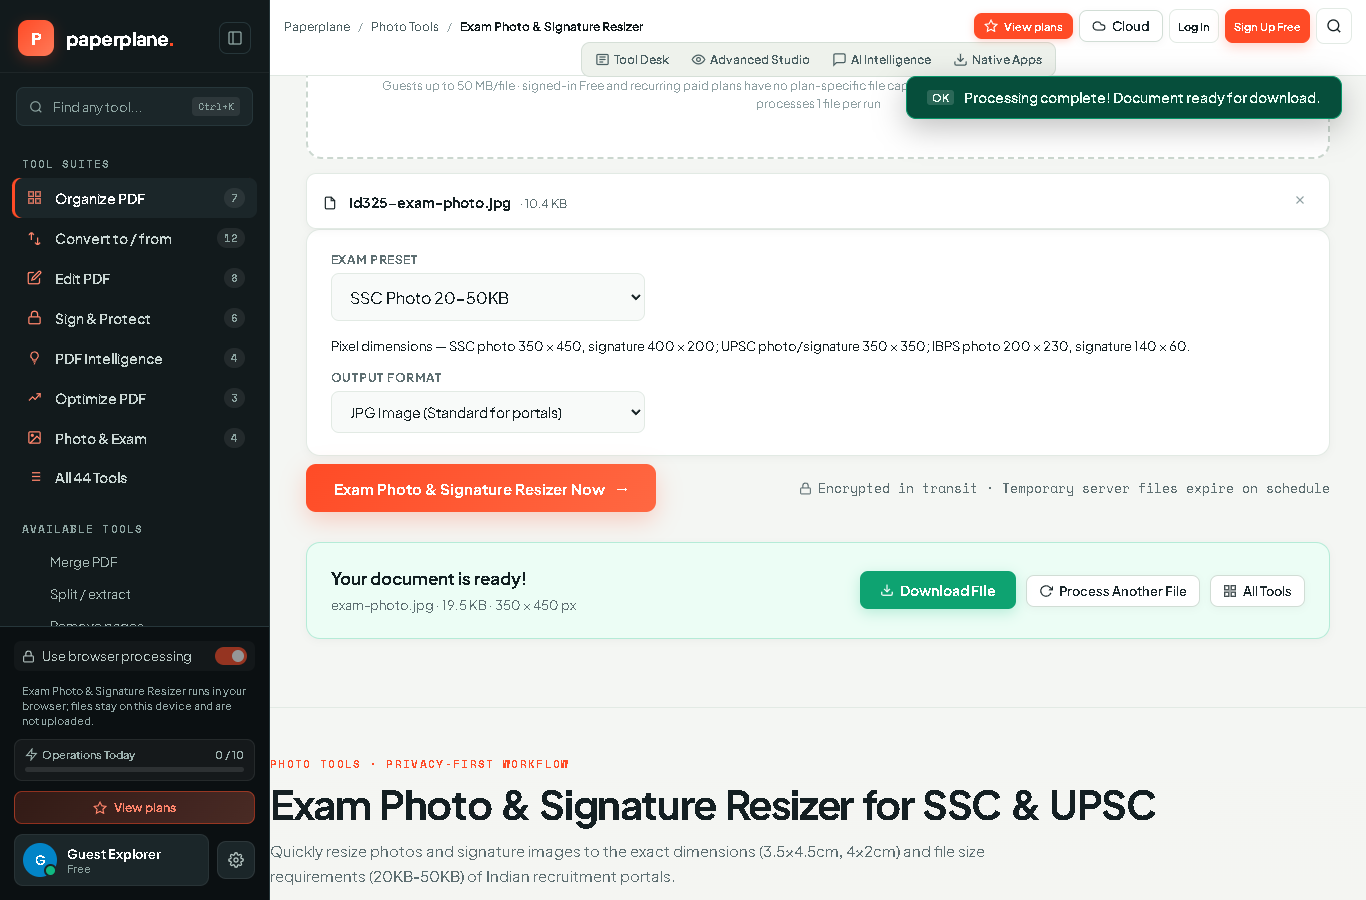 P paperplane.
Find any tool... Ctrl+K
TOOL SUITES
Organize PDF 7
Convert to / from 12
Edit PDF 8
Sign & Protect 6
PDF Intelligence 4
Optimize PDF 3
Photo & Exam 4
All 44 Tools
AVAILABLE TOOLS
Merge PDF
Split / extract
Remove pages
Use browser processing
Exam Photo & Signature Resizer runs in your
browser; files stay on this device and are
not uploaded.
Operations Today 0 / 10
View plans
G Guest Explorer
Free
Paperplane / Photo Tools / Exam Photo & Signature Resizer
View plans Cloud Log In Sign Up Free
Tool Desk Advanced Studio AI Intelligence Native Apps
OK Processing complete! Document ready for download.
Guests up to 50 MB/file · signed-in Free and recurring paid plans have no plan-specific file
processes 1 file per run
ld325-exam-photo.jpg · 10.4 KB
EXAM PRESET
SSC Photo 20-50KB
Pixel dimensions — SSC photo 350 × 450, signature 400 × 200; UPSC photo/signature 350 × 350; IBPS photo 200 × 230, signature 140 × 60.
OUTPUT FORMAT
JPG Image (Standard for portals)
Exam Photo & Signature Resizer Now →
Encrypted in transit · Temporary server files expire on schedule
Your document is ready!
exam-photo.jpg · 19.5 KB · 350 × 450 px
Download File Process Another File All Tools
PHOTO TOOLS · PRIVACY-FIRST WORKFLOW
Exam Photo & Signature Resizer for SSC & UPSC
Quickly resize photos and signature images to the exact dimensions (3.5x4.5cm, 4x2cm) and file size
requirements (20KB-50KB) of Indian recruitment portals.